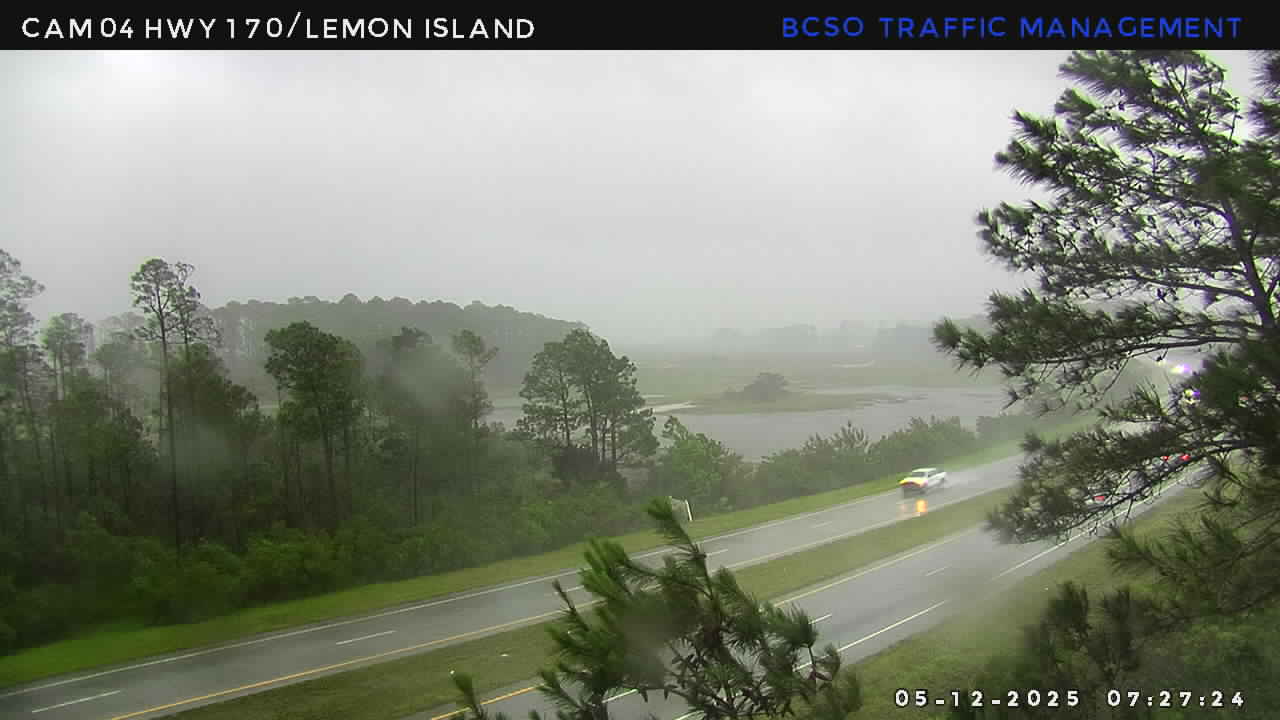 CAM04 HWY 170/LEMON ISLAND
BCSO TRAFFIC MANAGEMENT
05-12-2025 07:27:24